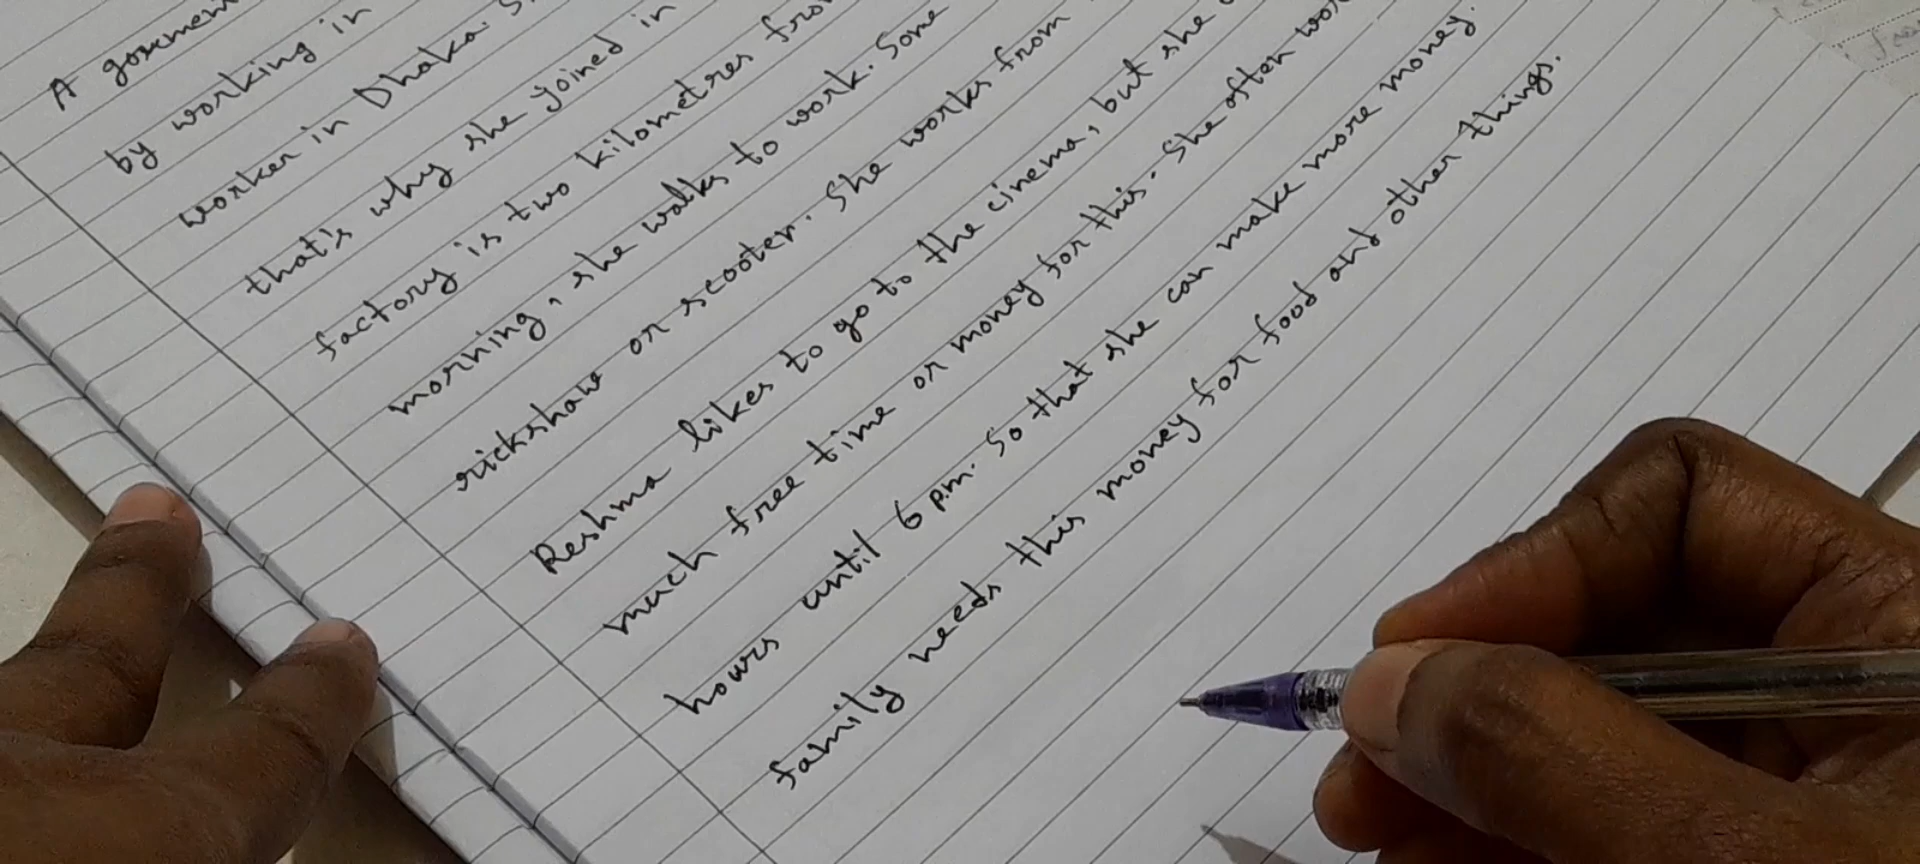 A
by working in
worker in Dhaka.
that's why she joined in
factory is two kilometres from
morning, she walks to work. Some
rickshaw or scooter. She works from
Reshma likes to go to the cinema, but she
much free time or money for this. She often
hours until 6 p.m. So that she can make more money.
family needs this money for food and other things.